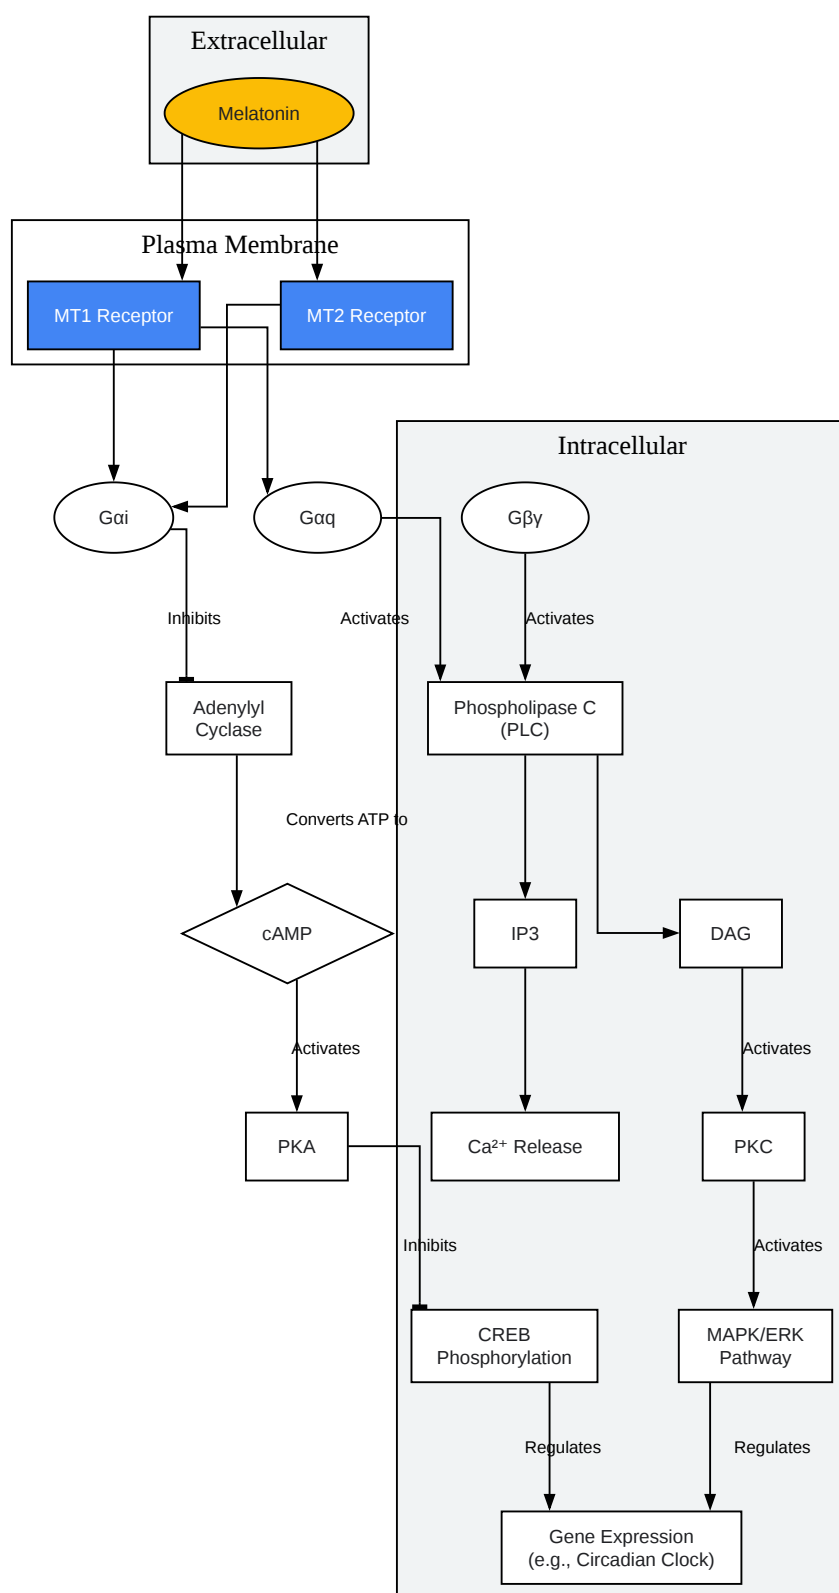 Extracellular
Melatonin
Plasma Membrane
MT1 Receptor
MT2 Receptor
Intracellular
Gαi
Gαq
Gβγ
Inhibits
Activates
Activates
Adenylyl
Cyclase
Phospholipase C
(PLC)
Converts ATP to
cAMP
IP3
DAG
Activates
Activates
PKA
Ca²⁺ Release
PKC
Inhibits
Activates
CREB
Phosphorylation
MAPK/ERK
Pathway
Regulates
Regulates
Gene Expression
(e.g., Circadian Clock)